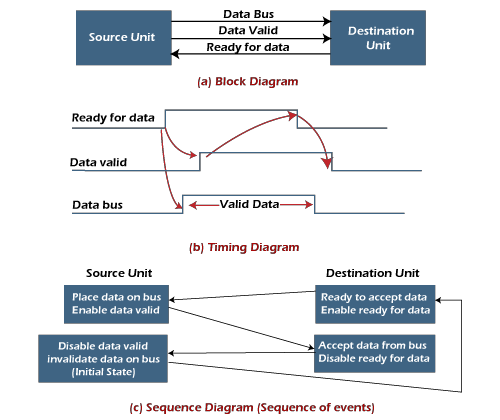 Data Bus
Source Unit
Data Valid
Destination
Unit
Ready for data
(a) Block Diagram
Ready for data
Data valid
Data bus
Valid Data
(b) Timing Diagram
Source Unit
Destination Unit
Place data on bus
Enable data valid
Ready to accept data
Enable ready for data
Disable data valid
invalidate data on bus
(Initial State)
Accept data from bus
Disable ready for data
(c) Sequence Diagram (Sequence of events)